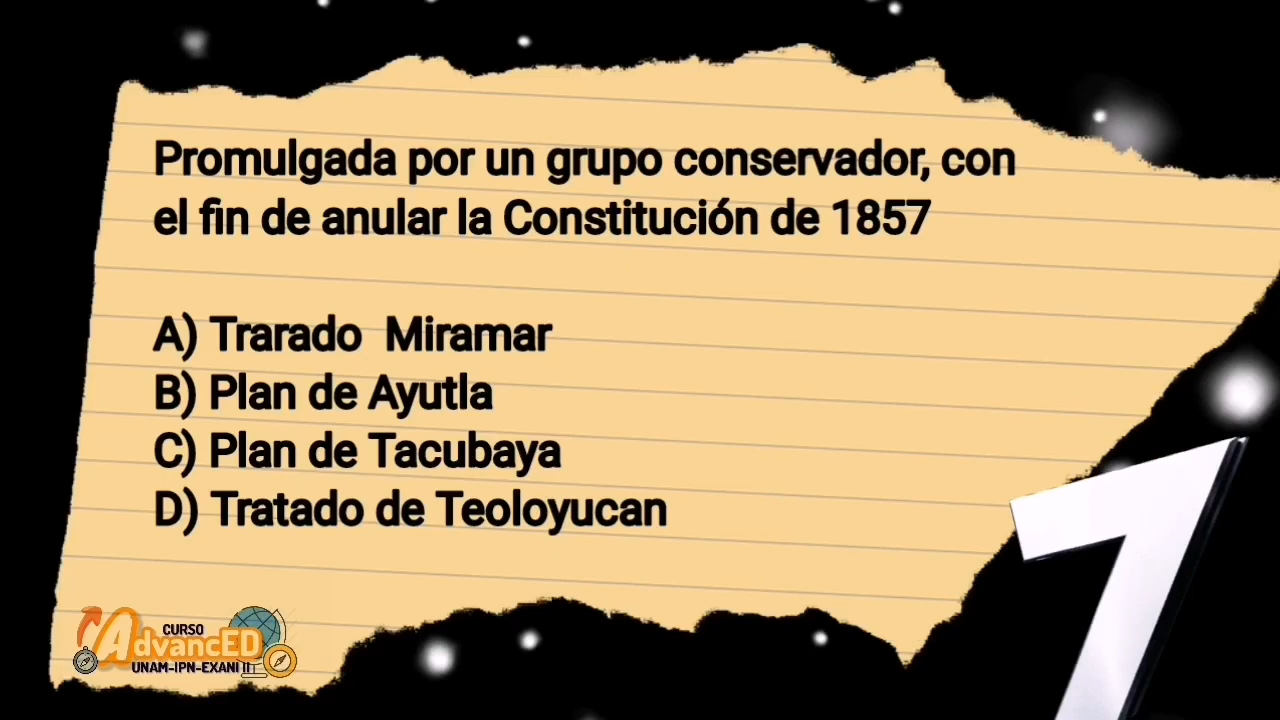 Promulgada por un grupo conservador, con
el fin de anular la Constitución de 1857
A) Trarado Miramar
B) Plan de Ayutla
C) Plan de Tacubaya
D) Tratado de Teoloyucan
1
CURSO
AdvancED
UNAM-IPN-EXANI II